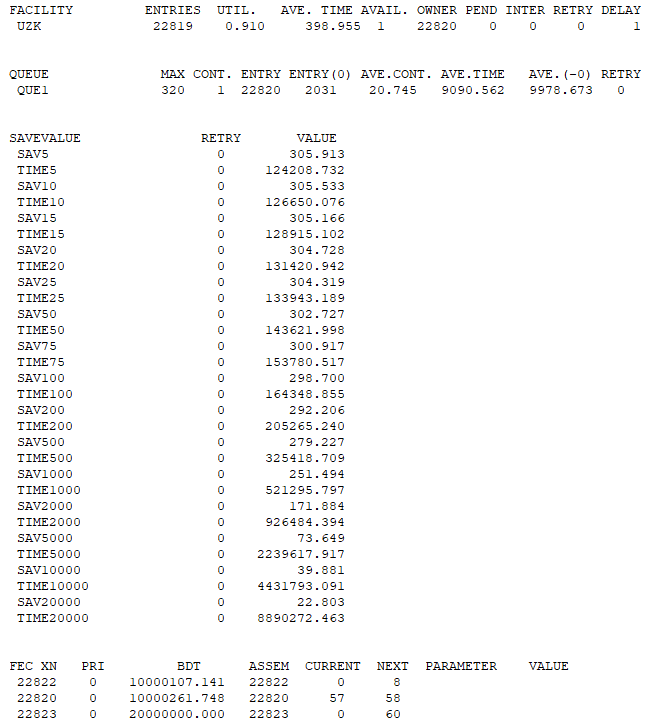 FACILITY ENTRIES UTIL. AVE. TIME AVAIL. OWNER PEND INTER RETRY DELAY
UZK 22819 0.910 398.955 1 22820 0 0 0 1
QUEUE MAX CONT. ENTRY ENTRY(0) AVE.CONT. AVE.TIME AVE.(-0) RETRY
QUE1 320 1 22820 2031 20.745 9090.562 9978.673 0
SAVEVALUE RETRY VALUE
SAV5 0 305.913
TIME5 0 124208.732
SAV10 0 305.533
TIME10 0 126650.076
SAV15 0 305.166
TIME15 0 128915.102
SAV20 0 304.728
TIME20 0 131420.942
SAV25 0 304.319
TIME25 0 133943.189
SAV50 0 302.727
TIME50 0 143621.998
SAV75 0 300.917
TIME75 0 153780.517
SAV100 0 298.700
TIME100 0 164348.855
SAV200 0 292.206
TIME200 0 205265.240
SAV500 0 279.227
TIME500 0 325418.709
SAV1000 0 251.494
TIME1000 0 521295.797
SAV2000 0 171.884
TIME2000 0 926484.394
SAV5000 0 73.649
TIME5000 0 2239617.917
SAV10000 0 39.881
TIME10000 0 4431793.091
SAV20000 0 22.803
TIME20000 0 8890272.463
FEC XN PRI BDT ASSEM CURRENT NEXT PARAMETER VALUE
22822 0 10000107.141 22822 0 8
22820 0 10000261.748 22820 57 58
22823 0 20000000.000 22823 0 60